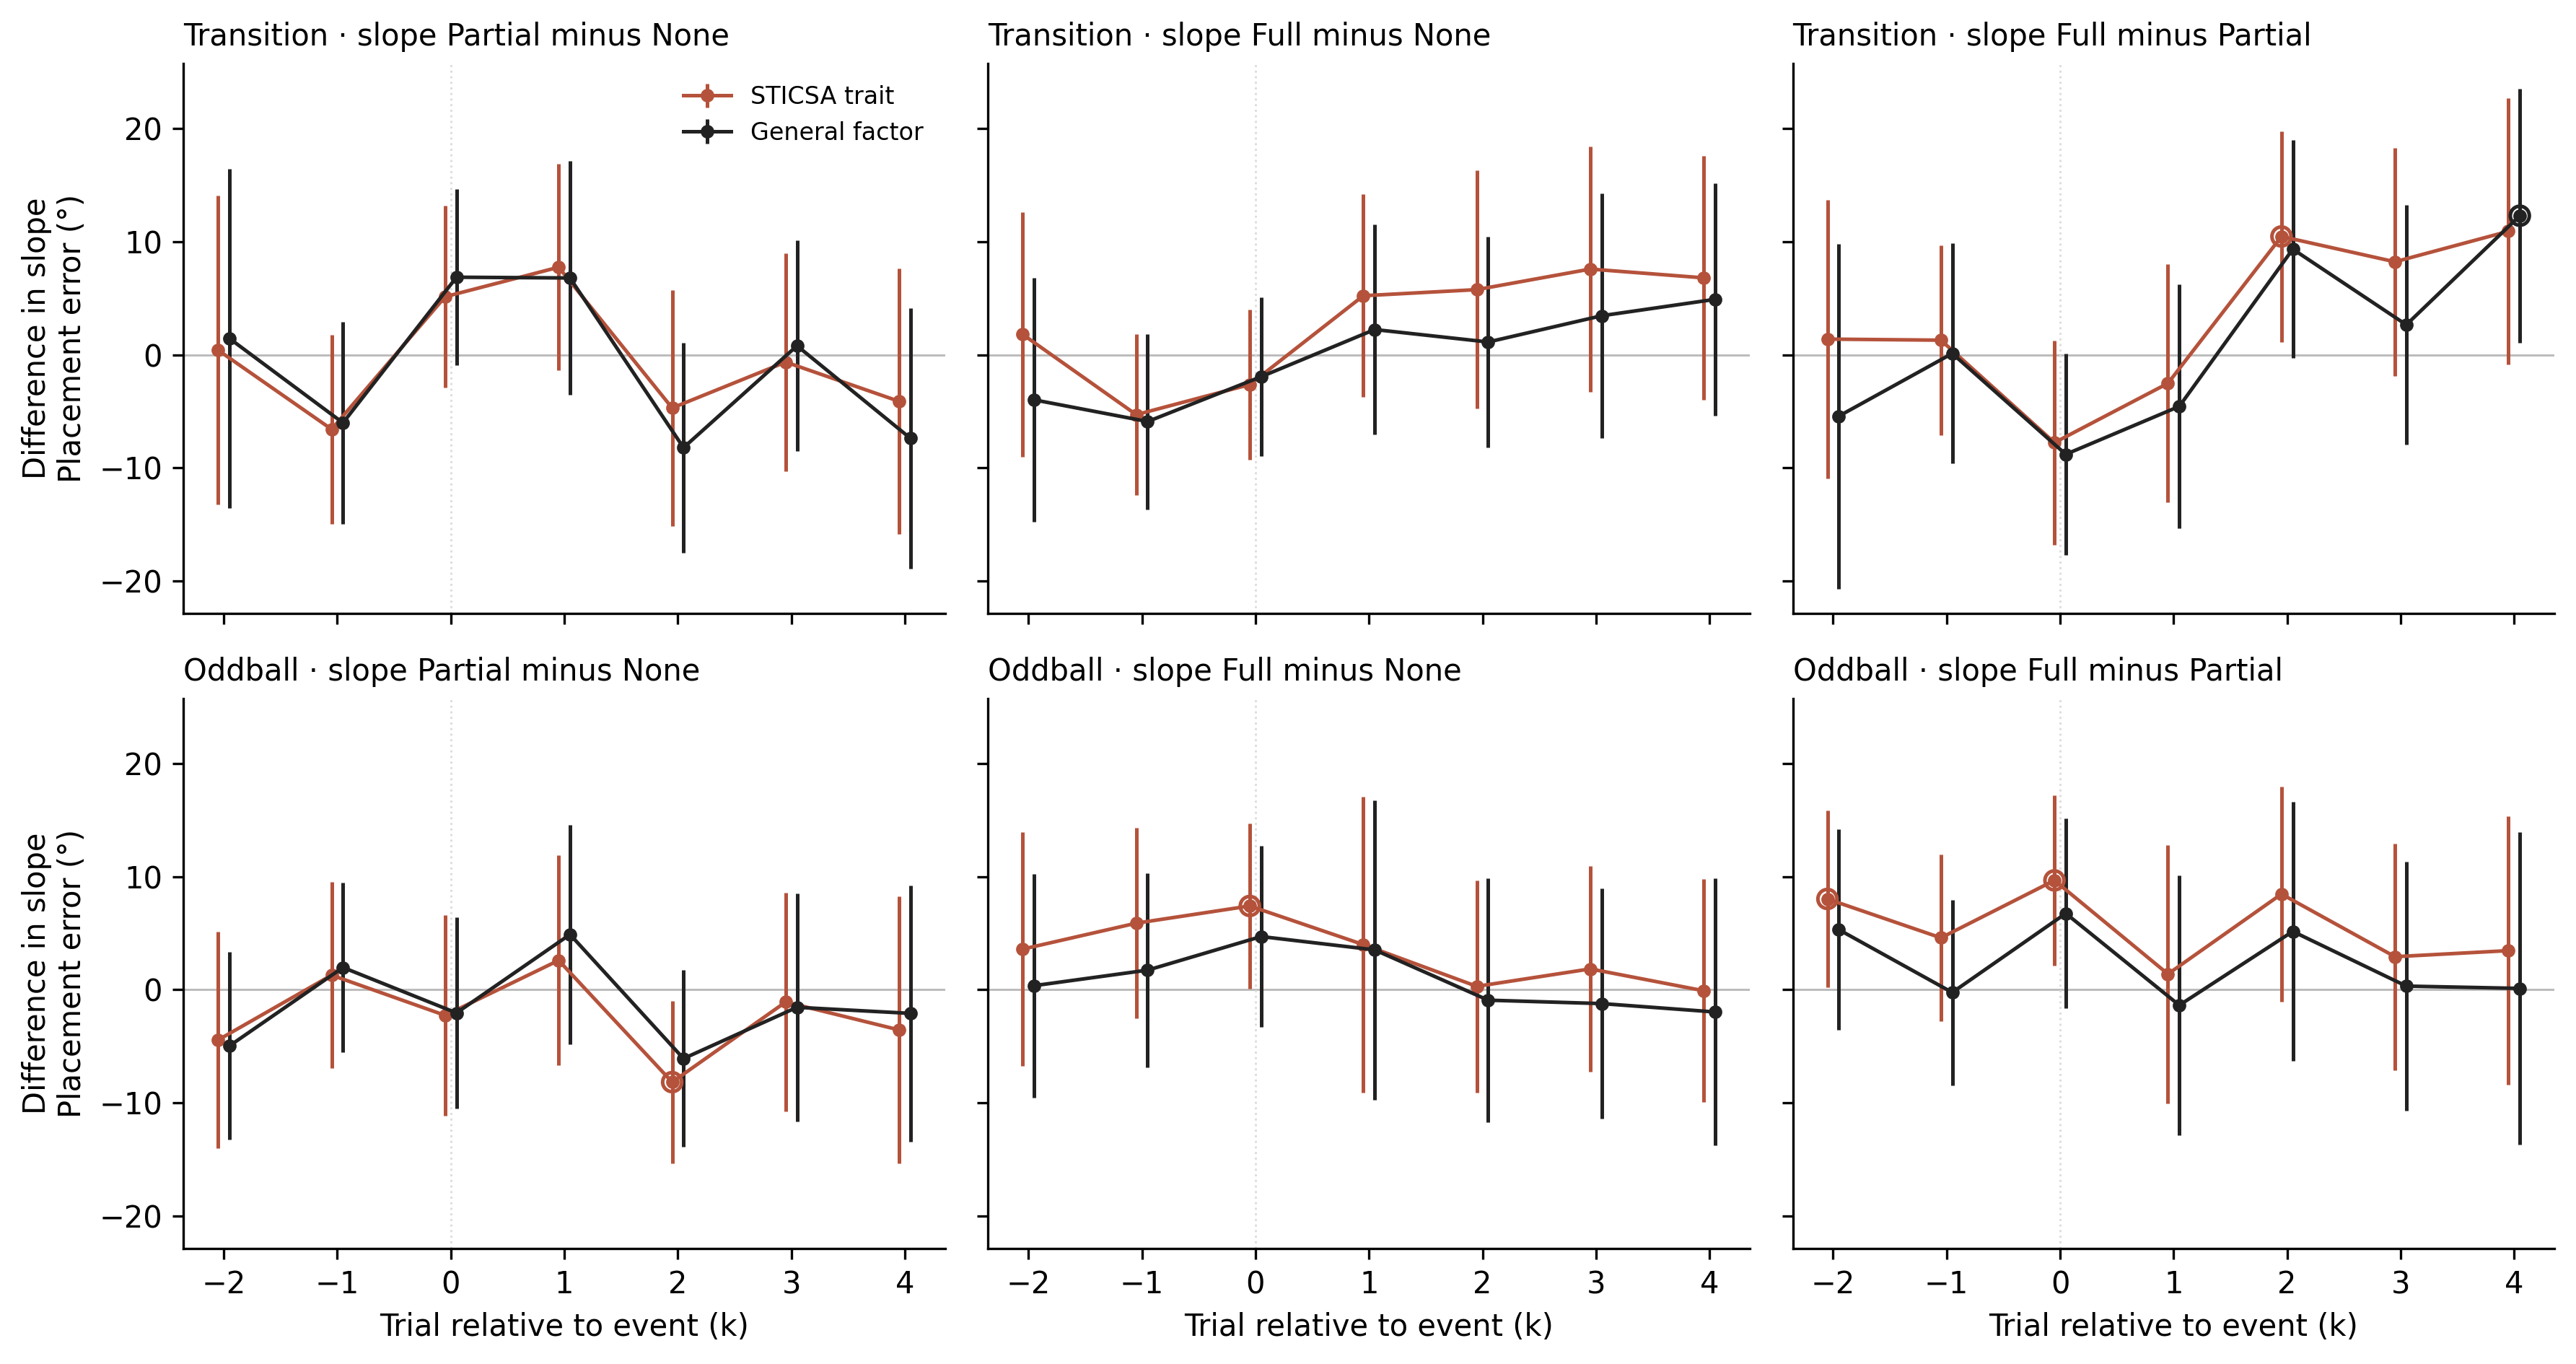 Transition · slope Partial minus None
Transition · slope Full minus None
Transition · slope Full minus Partial
STICSA trait
General factor
Difference in slope
Placement error (°)
20
10
0
−10
−20
Oddball · slope Partial minus None
Oddball · slope Full minus None
Oddball · slope Full minus Partial
Difference in slope
Placement error (°)
20
10
0
−10
−20
−2 −1 0 1 2 3 4
−2 −1 0 1 2 3 4
−2 −1 0 1 2 3 4
Trial relative to event (k)
Trial relative to event (k)
Trial relative to event (k)